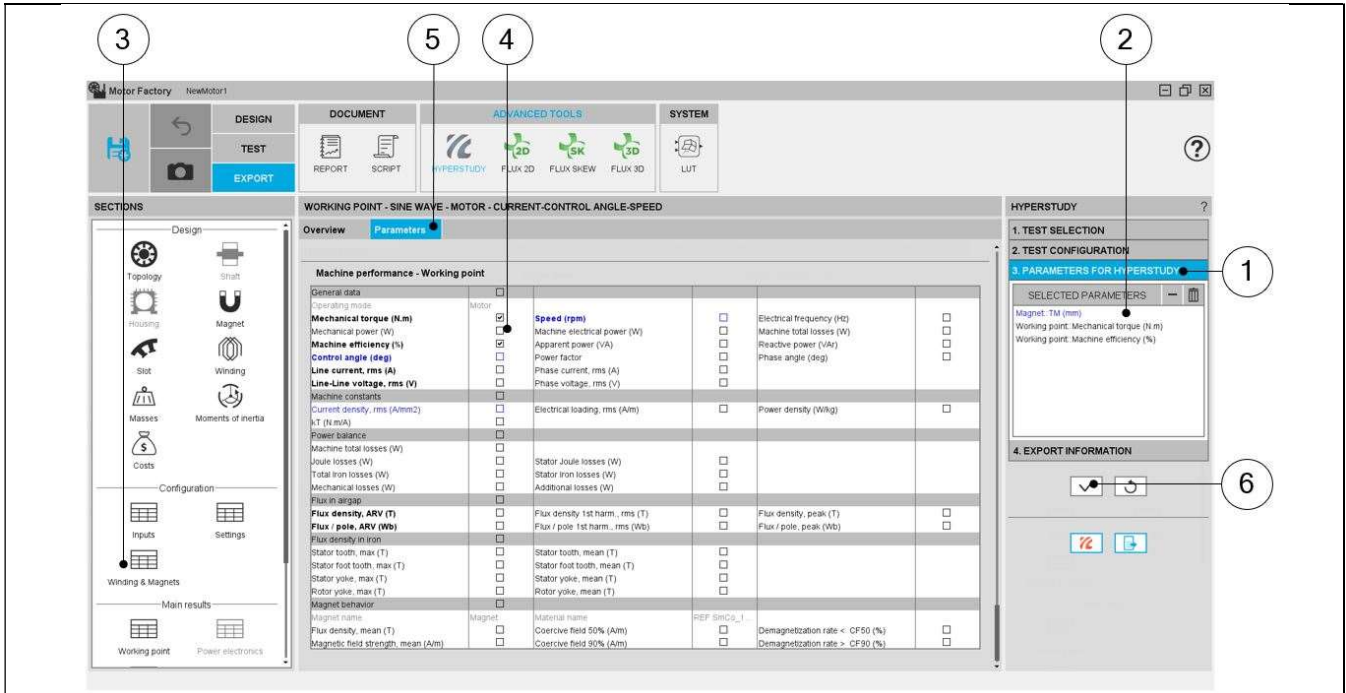 3 5 4 2
Motor Factory NewMotor1
DESIGN
TEST
EXPORT
DOCUMENT
REPORT SCRIPT
ADVANCED TOOLS
2D SK 3D
HYPERSTUDY FLUX 2D FLUX SKEW FLUX 3D
SYSTEM
LUT
?
SECTIONS
Design
Topology Shaft
Housing Magnet
Slot Winding
Masses Moments of inertia
Costs
Configuration
Inputs Settings
Winding & Magnets
Main results
Working point Power electronics
WORKING POINT - SINE WAVE - MOTOR - CURRENT-CONTROL ANGLE-SPEED
Overview Parameters
Machine performance - Working point
General data
Operating mode Motor
Mechanical torque (N.m) Speed (rpm) Electrical frequency (Hz)
Mechanical power (W) Machine electrical power (W) Machine total losses (W)
Machine efficiency (%) Apparent power (VA) Reactive power (VAr)
Control angle (deg) Power factor Phase angle (deg)
Line current, rms (A) Phase current, rms (A)
Line-Line voltage, rms (V) Phase voltage, rms (V)
Machine constants
Current density, rms (A/mm2) Electrical loading, rms (A/m) Power density (W/kg)
kT (N.m/A)
Power balance
Machine total losses (W)
Joule losses (W) Stator Joule losses (W)
Total Iron losses (W) Stator Iron losses (W)
Mechanical losses (W) Additional losses (W)
Flux in airgap
Flux density, ARV (T) Flux density 1st harm., rms (T) Flux density, peak (T)
Flux / pole, ARV (Wb) Flux / pole 1st harm., rms (Wb) Flux / pole, peak (Wb)
Flux density in iron
Stator tooth, max (T) Stator tooth, mean (T)
Stator foot tooth, max (T) Stator foot tooth, mean (T)
Stator yoke, max (T) Stator yoke, mean (T)
Rotor yoke, max (T) Rotor yoke, mean (T)
Magnet behavior
Magnet name Magnet Material name REF SmCo_1...
Flux density, mean (T) Coercive field 50% (A/m) Demagnetization rate < CF50 (%)
Magnetic field strength, mean (A/m) Coercive field 90% (A/m) Demagnetization rate > CF90 (%)
HYPERSTUDY ?
1. TEST SELECTION
2. TEST CONFIGURATION
3. PARAMETERS FOR HYPERSTUDY
1
SELECTED PARAMETERS
Magnet: TM (mm)
Working point: Mechanical torque (N.m)
Working point: Machine efficiency (%)
4. EXPORT INFORMATION
6